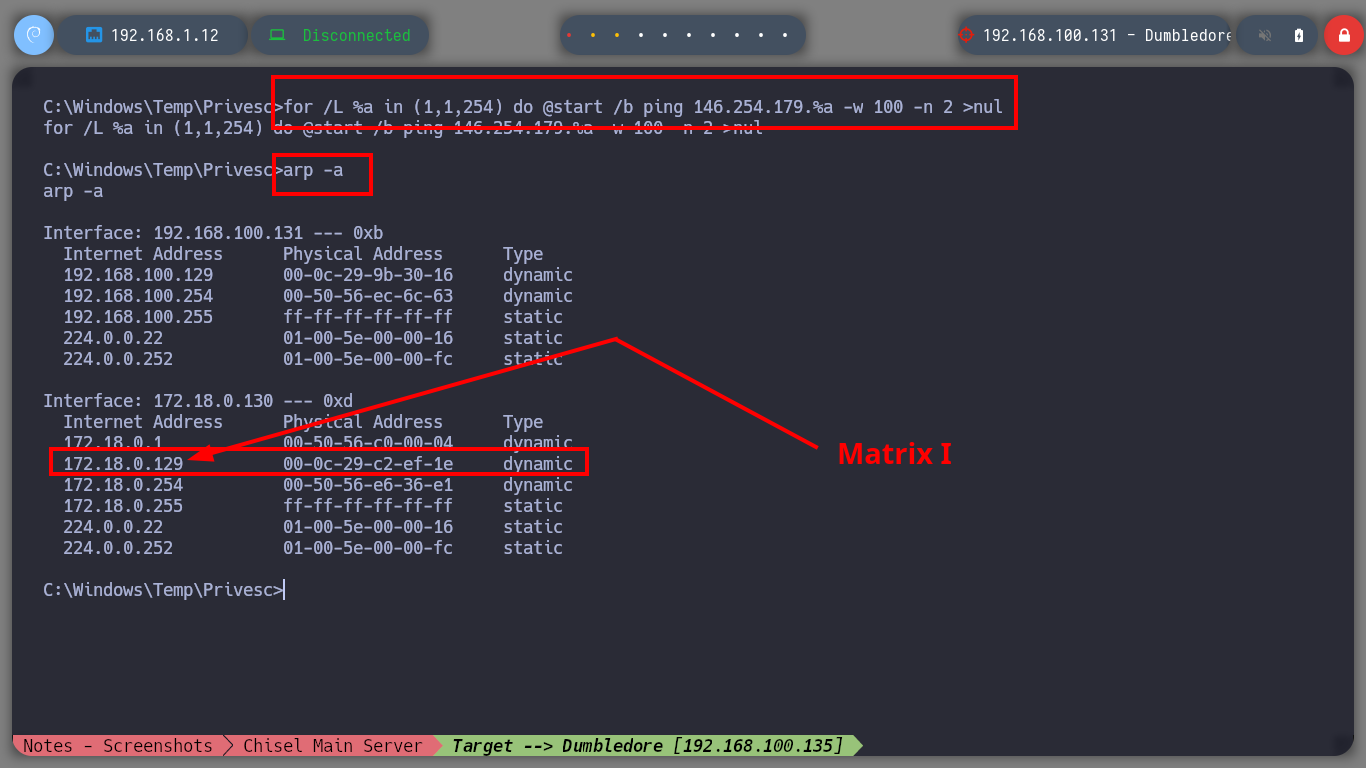 192.168.1.12
Disconnected
192.168.100.131 - Dumbledore
C:\Windows\Temp\Privesc>for /L %a in (1,1,254) do @start /b ping 146.254.179.%a -w 100 -n 2 >nul
for /L %a in (1,1,254) do @start /b ping 146.254.179.%a -w 100 -n 2 >nul
C:\Windows\Temp\Privesc>arp -a
arp -a
Interface: 192.168.100.131 --- 0xb
Internet Address Physical Address Type
192.168.100.129 00-0c-29-9b-30-16 dynamic
192.168.100.254 00-50-56-ec-6c-63 dynamic
192.168.100.255 ff-ff-ff-ff-ff-ff static
224.0.0.22 01-00-5e-00-00-16 static
224.0.0.252 01-00-5e-00-00-fc static
Interface: 172.18.0.130 --- 0xd
Internet Address Physical Address Type
172.18.0.1 00-50-56-c0-00-04 dynamic
172.18.0.129 00-0c-29-c2-ef-1e dynamic
Matrix I
172.18.0.254 00-50-56-e6-36-e1 dynamic
172.18.0.255 ff-ff-ff-ff-ff-ff static
224.0.0.22 01-00-5e-00-00-16 static
224.0.0.252 01-00-5e-00-00-fc static
C:\Windows\Temp\Privesc>
Notes - Screenshots
Chisel Main Server
Target --> Dumbledore [192.168.100.135]